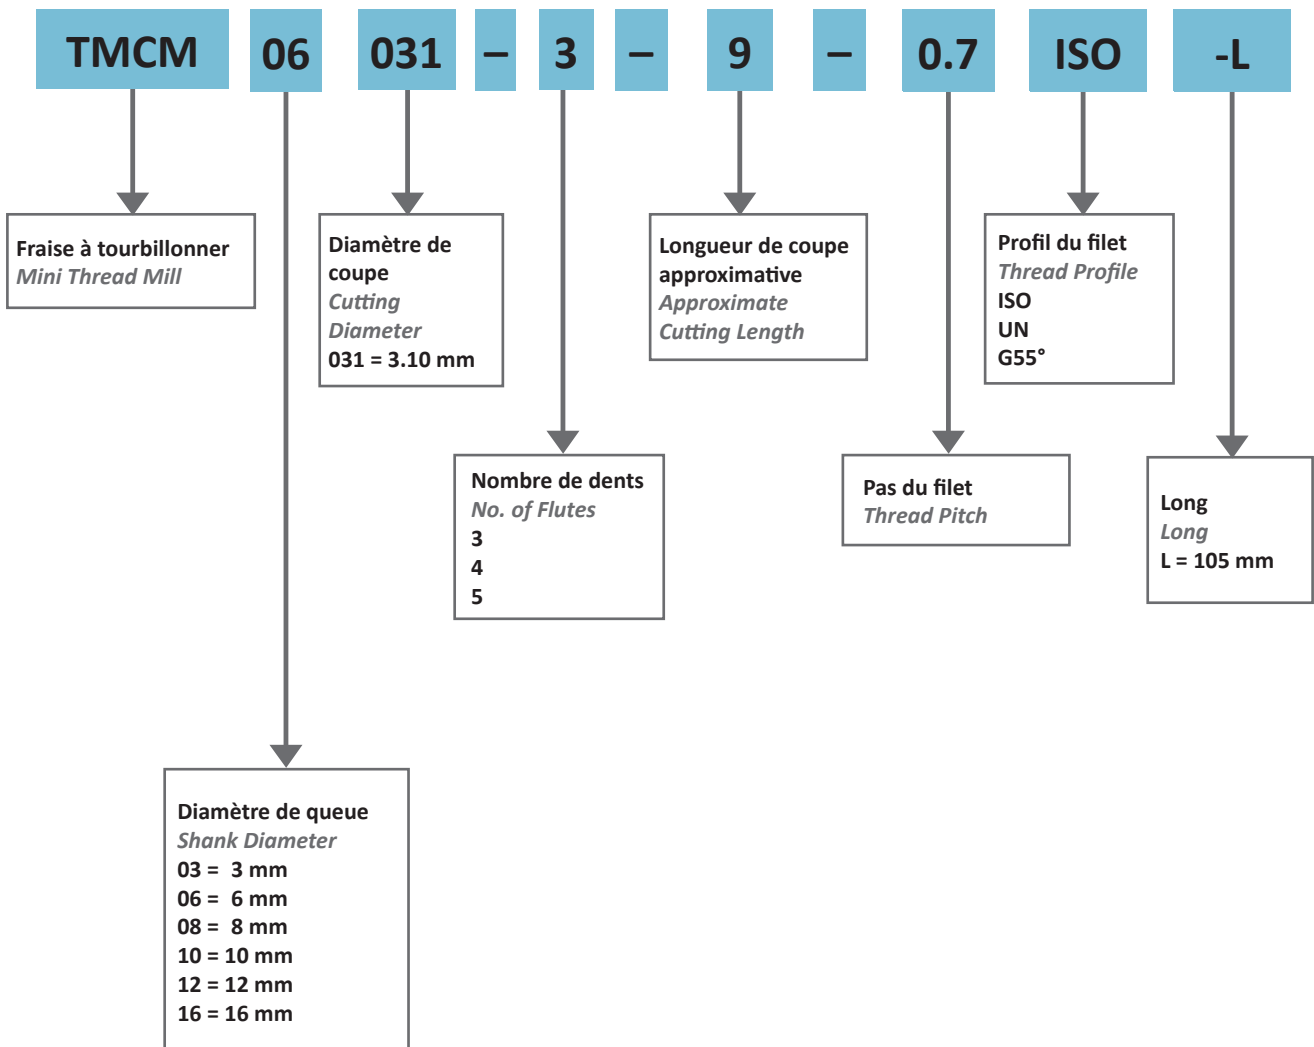 TMCM 06 031 – 3 – 9 – 0.7 ISO -L
Fraise à tourbillonner
Mini Thread Mill
Diamètre de
coupe
Cutting
Diameter
031 = 3.10 mm
Longueur de coupe
approximative
Approximate
Cutting Length
Profil du filet
Thread Profile
ISO
UN
G55°
Nombre de dents
No. of Flutes
3
4
5
Pas du filet
Thread Pitch
Long
Long
L = 105 mm
Diamètre de queue
Shank Diameter
03 = 3 mm
06 = 6 mm
08 = 8 mm
10 = 10 mm
12 = 12 mm
16 = 16 mm